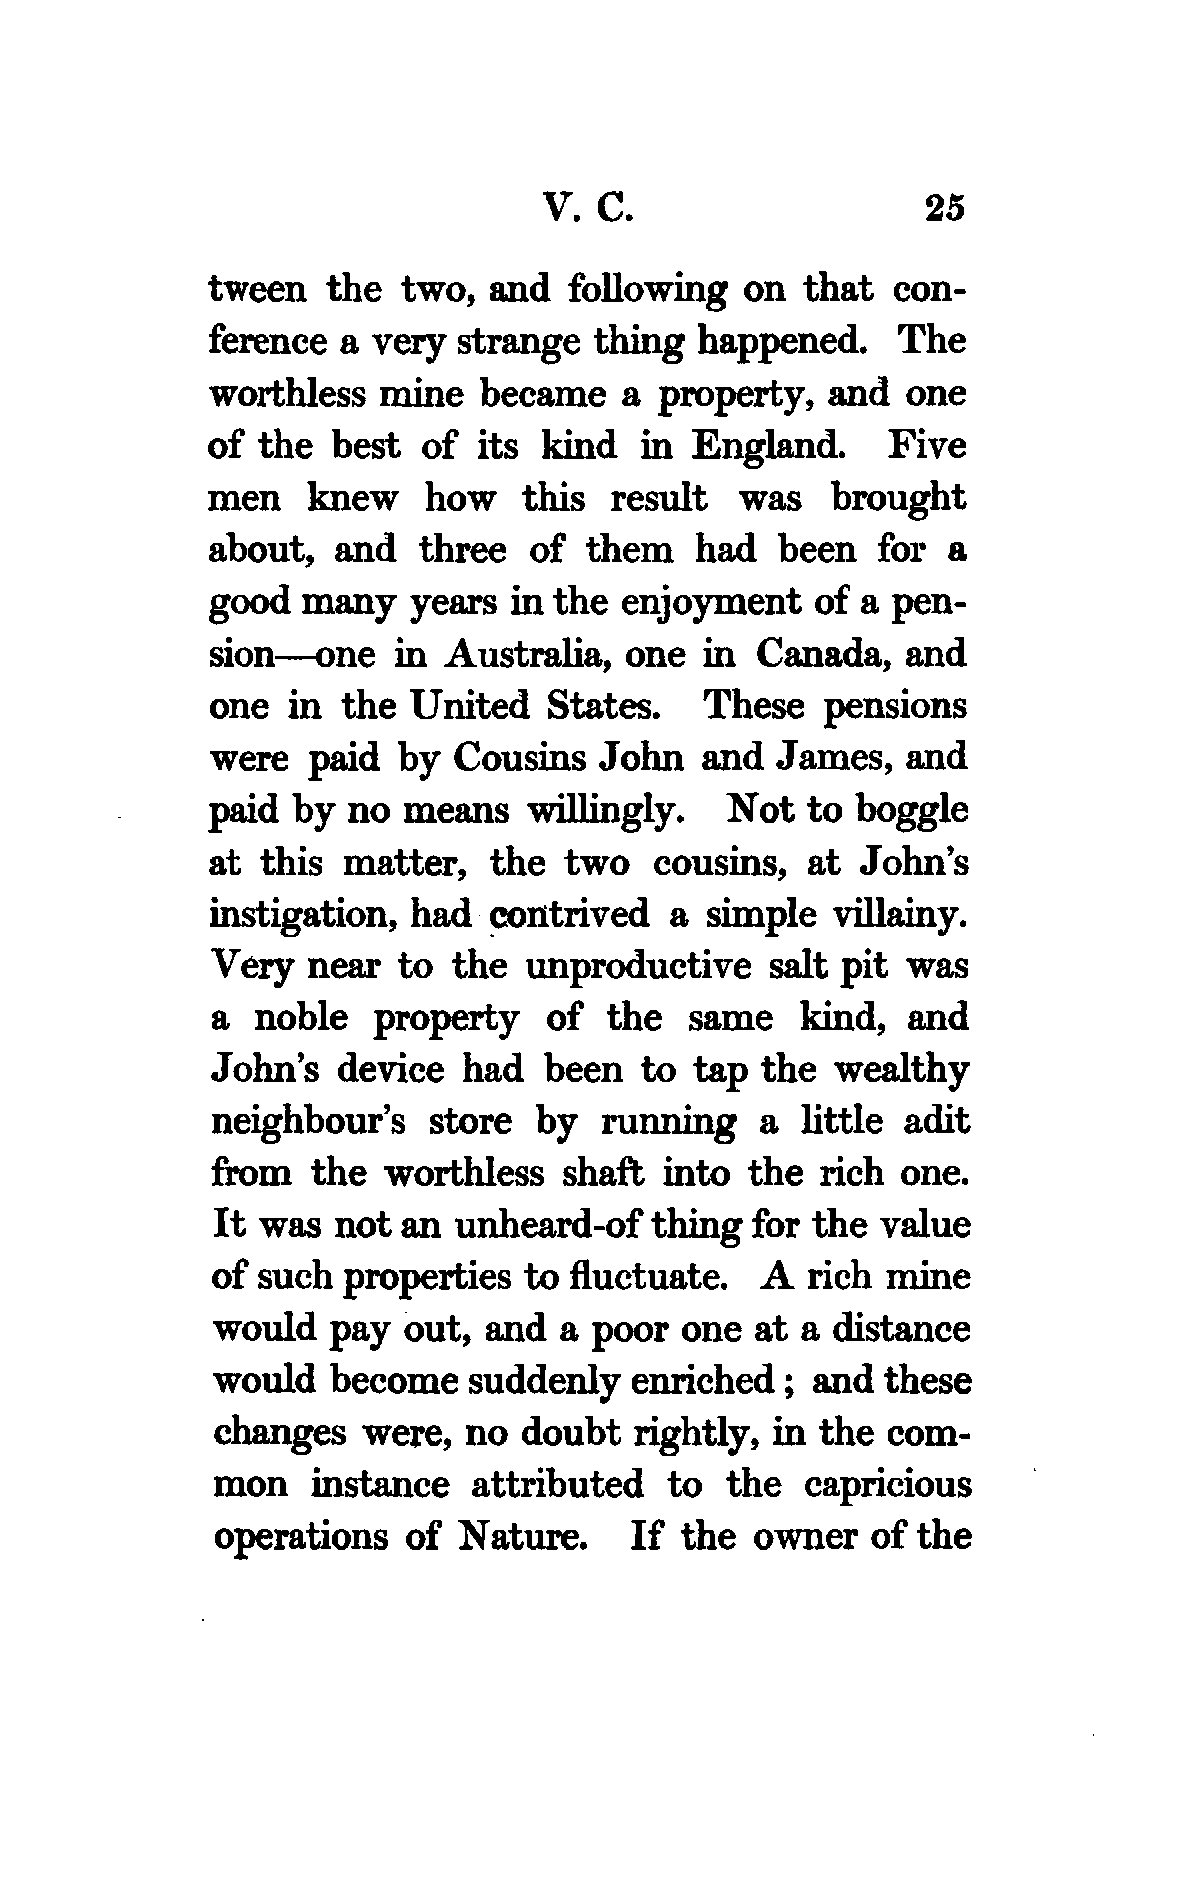 V. C. 25
tween the two, and following on that con-
ference a very strange thing happened. The
worthless mine became a property, and one
of the best of its kind in England. Five
men knew how this result was brought
about, and three of them had been for a
good many years in the enjoyment of a pen-
sion—one in Australia, one in Canada, and
one in the United States. These pensions
were paid by Cousins John and James, and
paid by no means willingly. Not to boggle
at this matter, the two cousins, at John's
instigation, had contrived a simple villainy.
Very near to the unproductive salt pit was
a noble property of the same kind, and
John's device had been to tap the wealthy
neighbour's store by running a little adit
from the worthless shaft into the rich one.
It was not an unheard-of thing for the value
of such properties to fluctuate. A rich mine
would pay out, and a poor one at a distance
would become suddenly enriched; and these
changes were, no doubt rightly, in the com-
mon instance attributed to the capricious
operations of Nature. If the owner of the